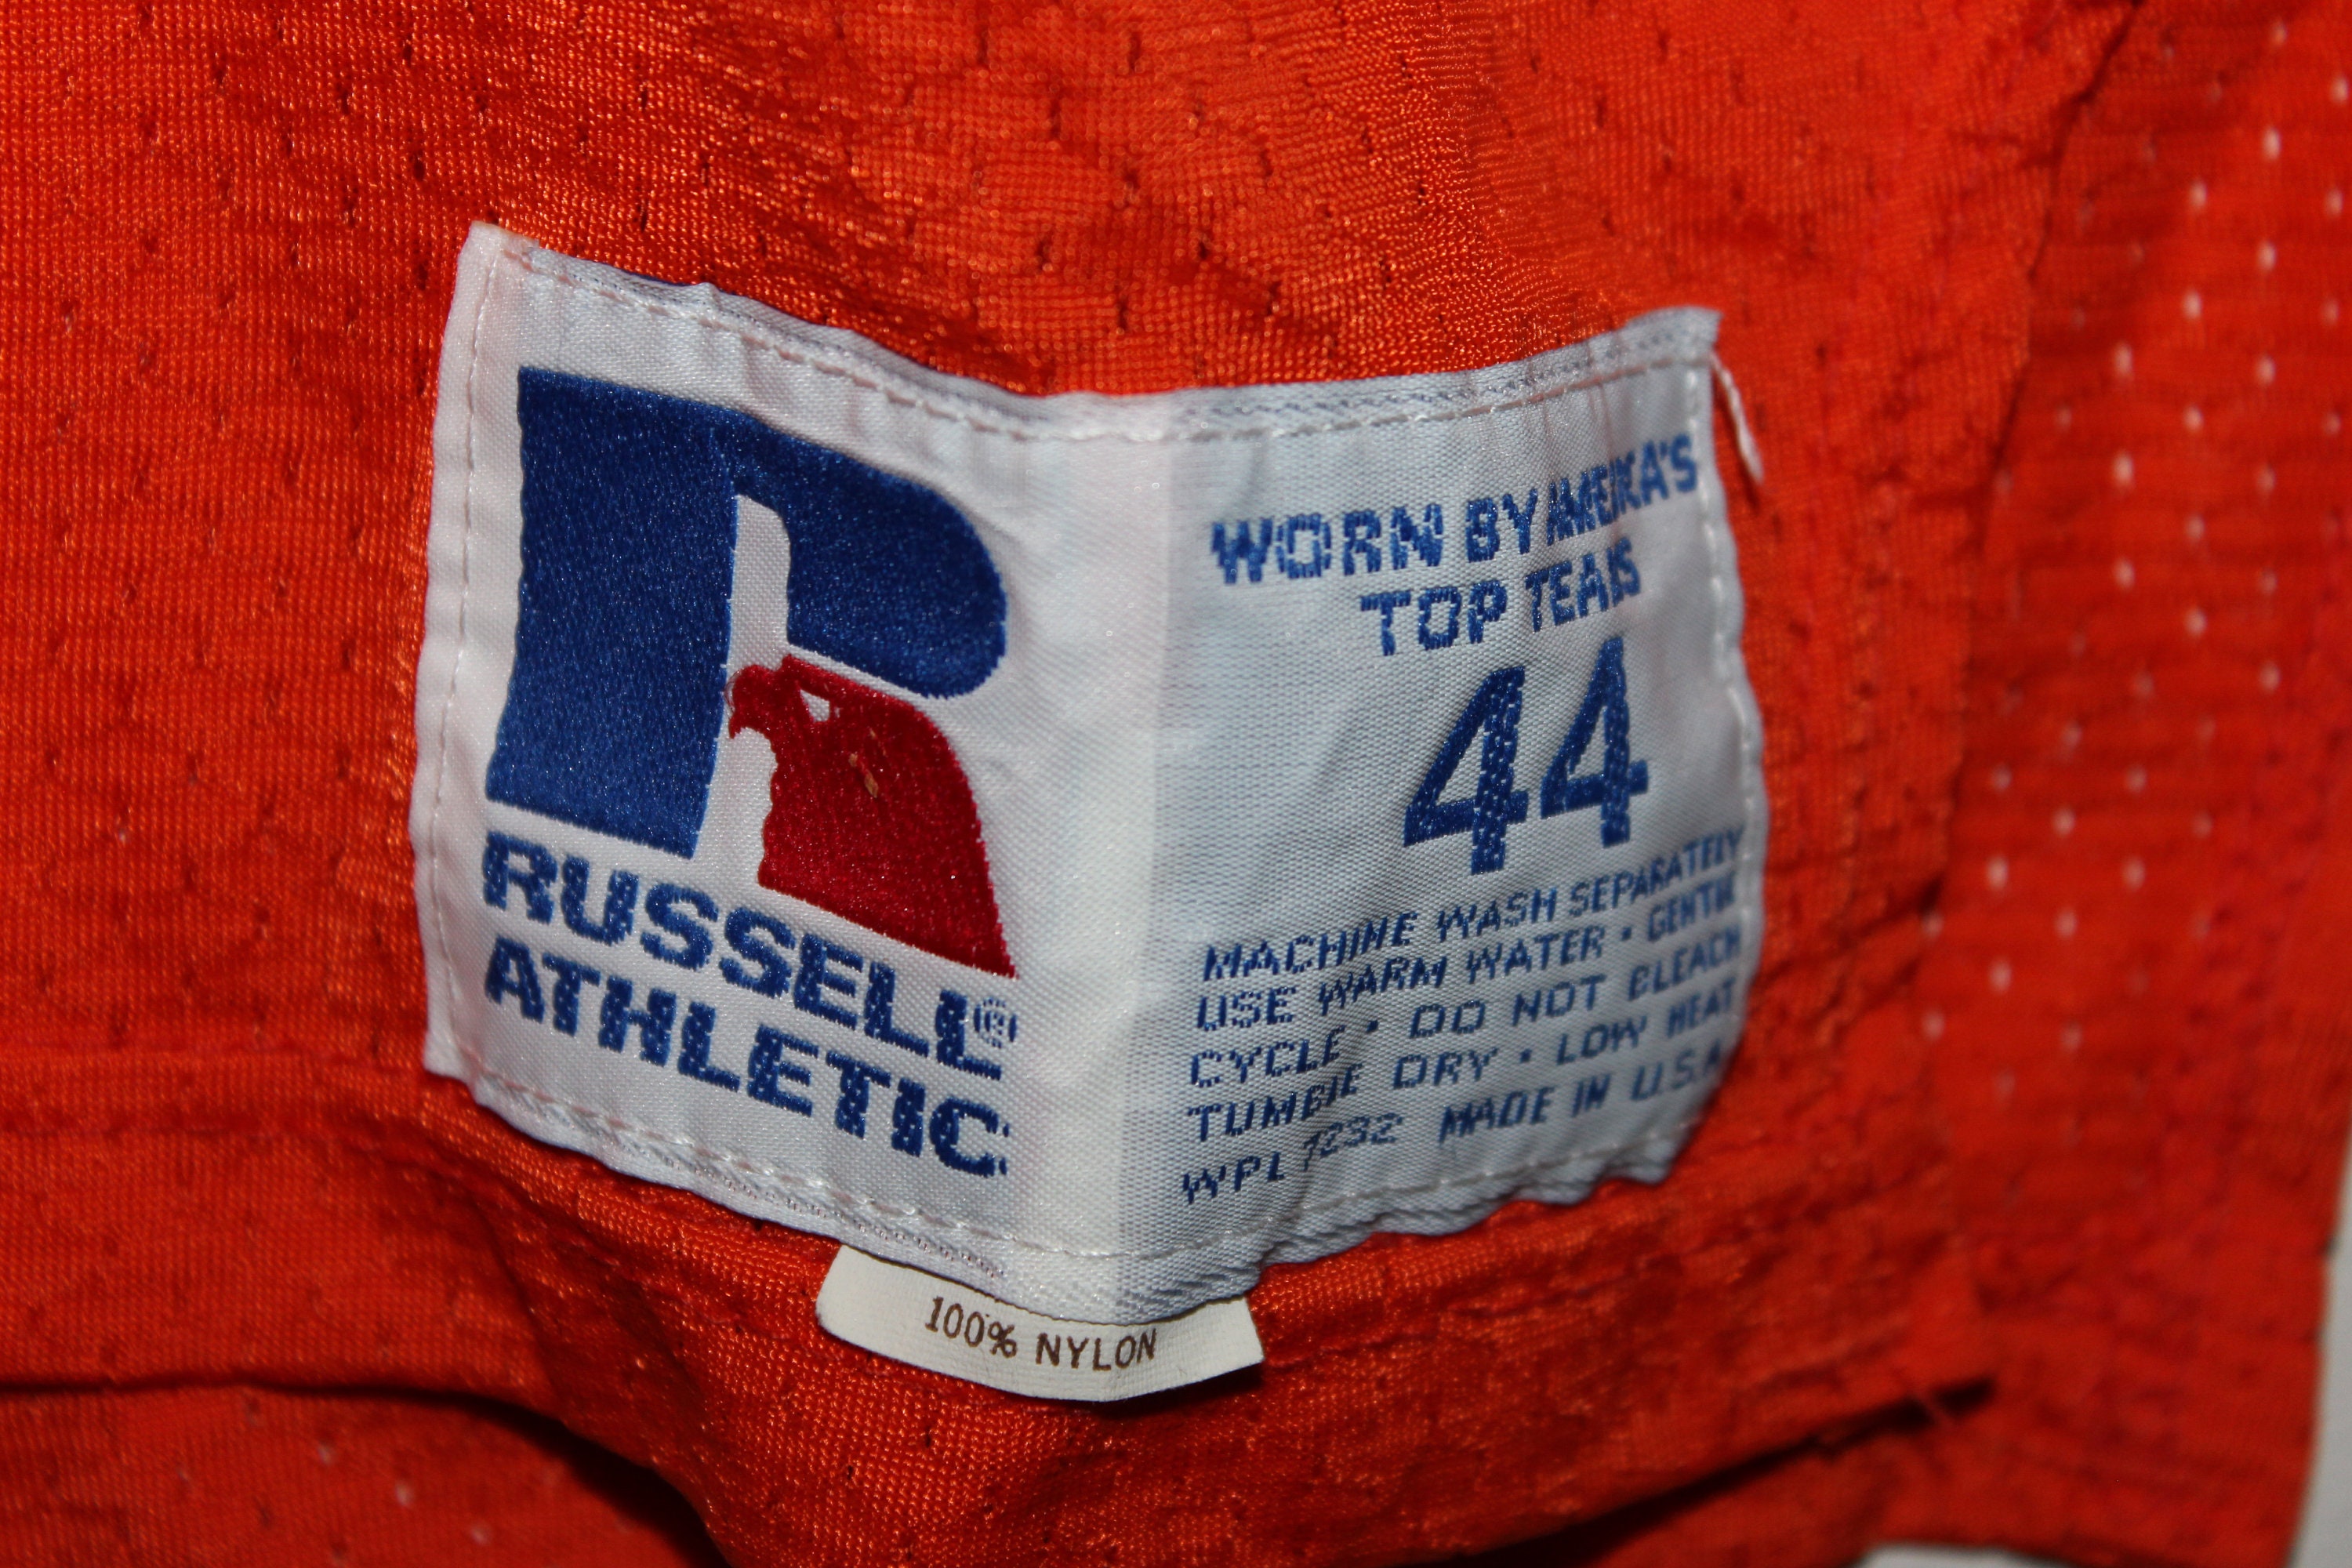 RUSSELL®
ATHLETIC
WORN BY AMERICA'S
TOP TEAMS
44
MACHINE WASH SEPARATELY
USE WARM WATER • GENTLE
CYCLE • DO NOT BLEACH
TUMBLE DRY • LOW HEAT
WPL 7232 MADE IN U.S.A.
100% NYLON